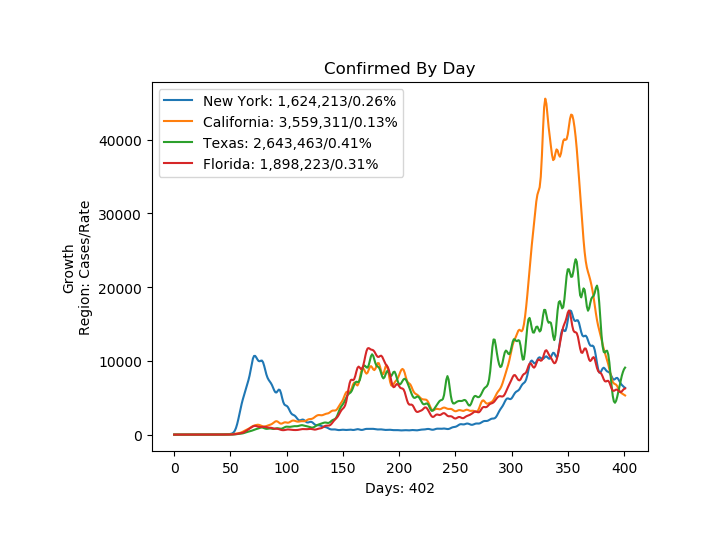 Confirmed By Day
New York: 1,624,213/0.26%
California: 3,559,311/0.13%
Texas: 2,643,463/0.41%
Florida: 1,898,223/0.31%
40000
30000
20000
10000
0
Growth
Region: Cases/Rate
0 50 100 150 200 250 300 350 400
Days: 402